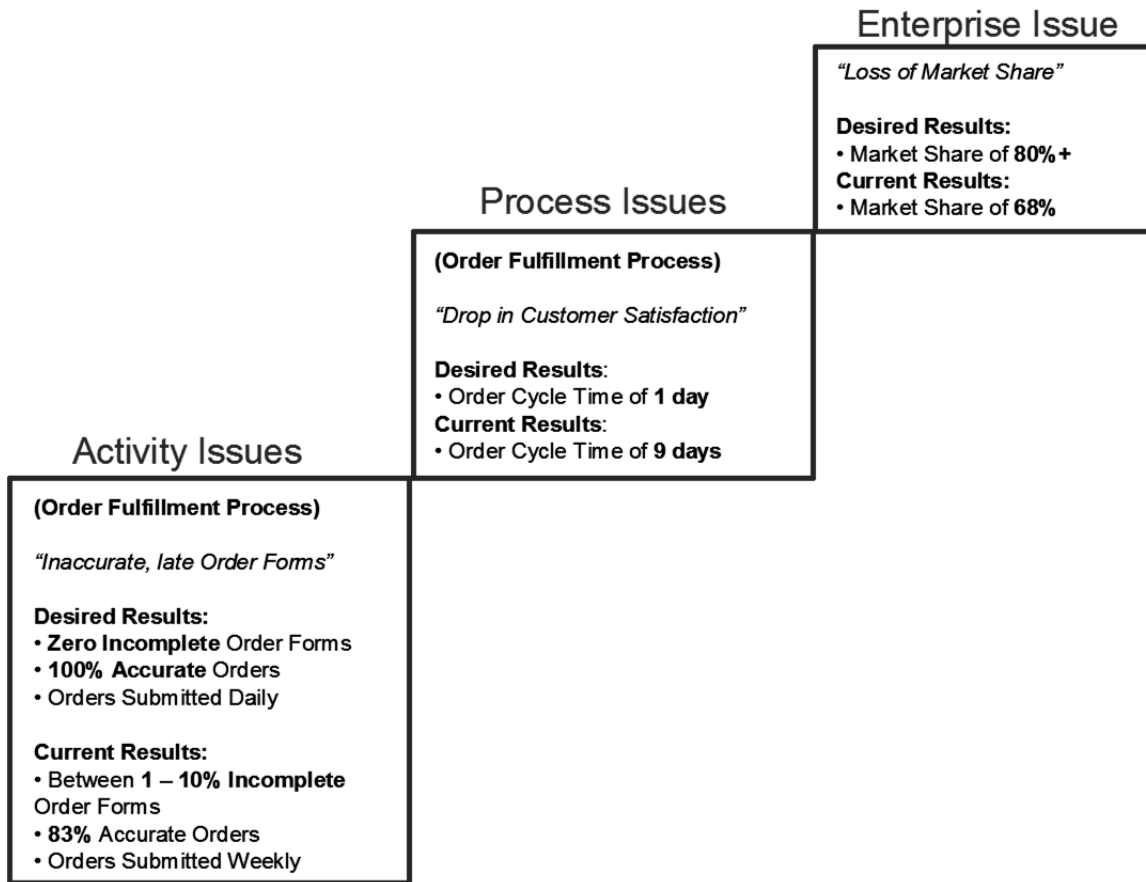 Enterprise Issue
“Loss of Market Share”
Desired Results:
• Market Share of 80%+
Current Results:
• Market Share of 68%
Process Issues
(Order Fulfillment Process)
“Drop in Customer Satisfaction”
Desired Results:
• Order Cycle Time of 1 day
Current Results:
• Order Cycle Time of 9 days
Activity Issues
(Order Fulfillment Process)
“Inaccurate, late Order Forms”
Desired Results:
• Zero Incomplete Order Forms
• 100% Accurate Orders
• Orders Submitted Daily
Current Results:
• Between 1 – 10% Incomplete
Order Forms
• 83% Accurate Orders
• Orders Submitted Weekly